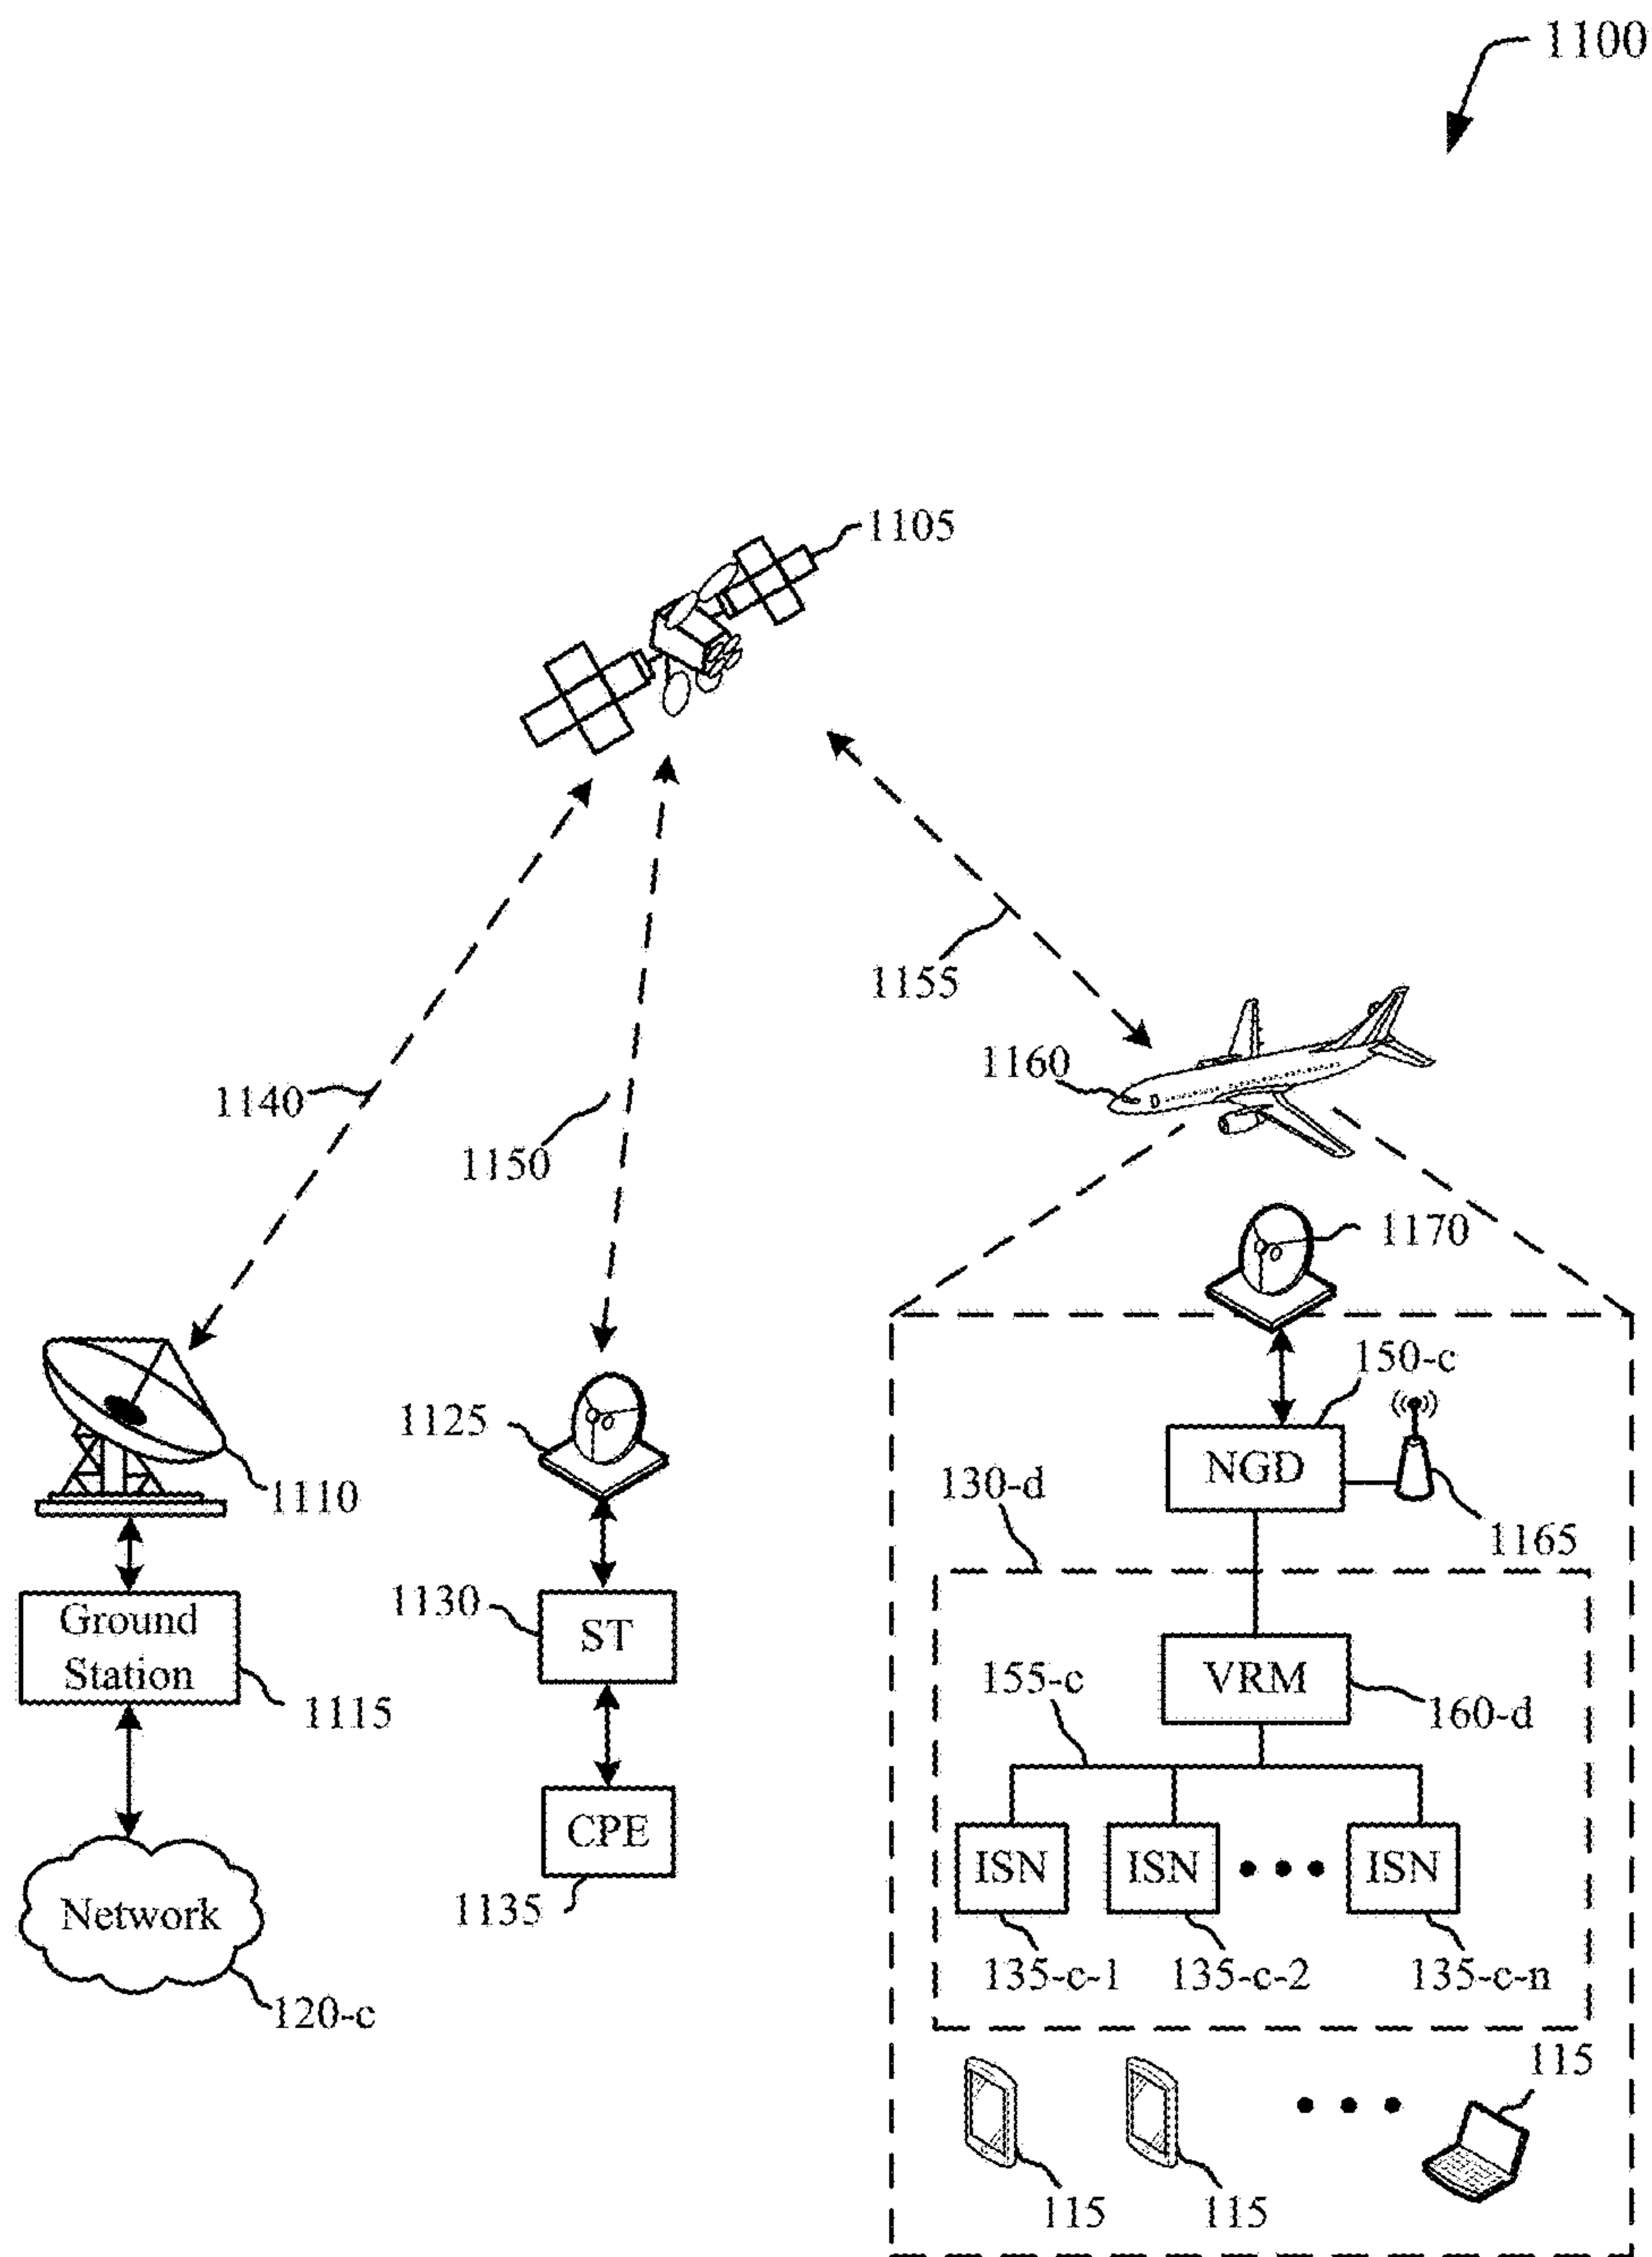 1100
1105
1155
1160
1140
1150
1170
150-c
1125
NGD
130-d
1110
1165
1130
Ground
Station
ST
155-c
VRM
1115
160-d
CPE
ISN
ISN
ISN
1135
Network
135-c-1
135-c-2
135-c-n
120-c
115
115
115